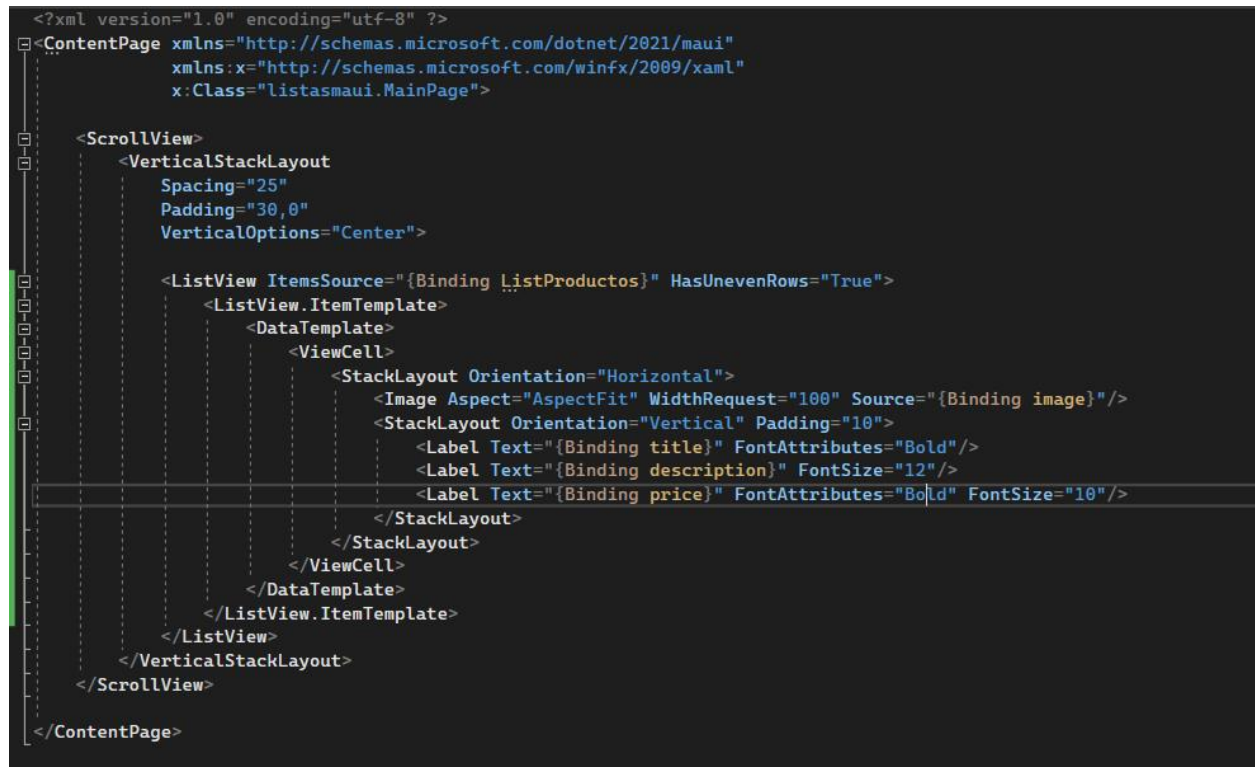 <?xml version="1.0" encoding="utf-8" ?>
<ContentPage xmlns="http://schemas.microsoft.com/dotnet/2021/maui"
             xmlns:x="http://schemas.microsoft.com/winfx/2009/xaml"
             x:Class="listasmaui.MainPage">

    <ScrollView>
        <VerticalStackLayout
            Spacing="25"
            Padding="30,0"
            VerticalOptions="Center">

            <ListView ItemsSource="{Binding ListProductos}" HasUnevenRows="True">
                <ListView.ItemTemplate>
                    <DataTemplate>
                        <ViewCell>
                            <StackLayout Orientation="Horizontal">
                                <Image Aspect="AspectFit" WidthRequest="100" Source="{Binding image}"/>
                                <StackLayout Orientation="Vertical" Padding="10">
                                    <Label Text="{Binding title}" FontAttributes="Bold"/>
                                    <Label Text="{Binding description}" FontSize="12"/>
                                    <Label Text="{Binding price}" FontAttributes="Bold" FontSize="10"/>
                                </StackLayout>
                            </StackLayout>
                        </ViewCell>
                    </DataTemplate>
                </ListView.ItemTemplate>
            </ListView>
        </VerticalStackLayout>
    </ScrollView>

</ContentPage>